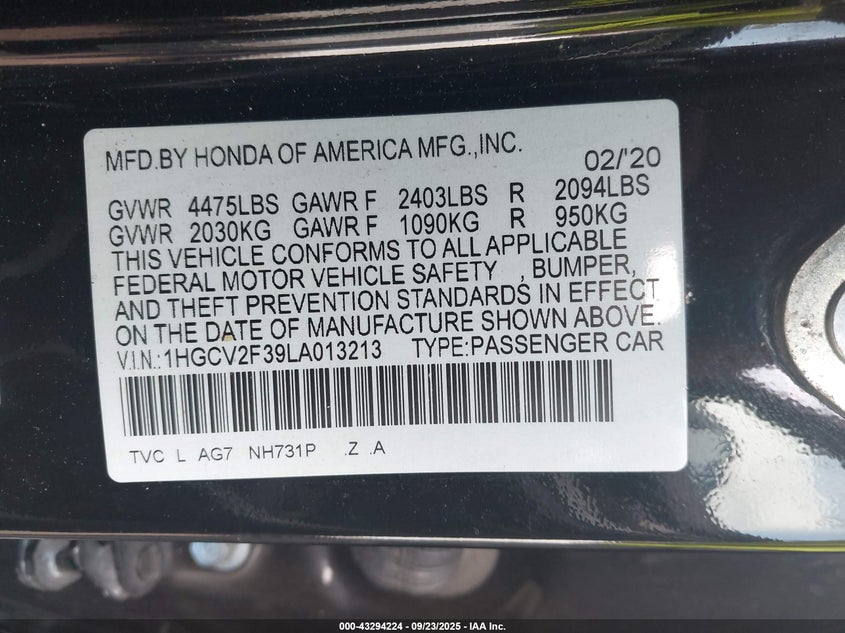 MFD.BY HONDA OF AMERICA MFG.,INC. 02/'20
GVWR 4475LBS GAWR F 2403LBS R 2094LBS
GVWR 2030KG GAWR F 1090KG R 950KG
THIS VEHICLE CONFORMS TO ALL APPLICABLE
FEDERAL MOTOR VEHICLE SAFETY , BUMPER,
AND THEFT PREVENTION STANDARDS IN EFFECT
ON THE DATE OF MANUFACTURE SHOWN ABOVE.
V.I.N.:1HGCV2F39LA013213 TYPE:PASSENGER CAR
TVC L AG7 NH731P .Z .A
000-43294224 - 09/23/2025 - IAA Inc.